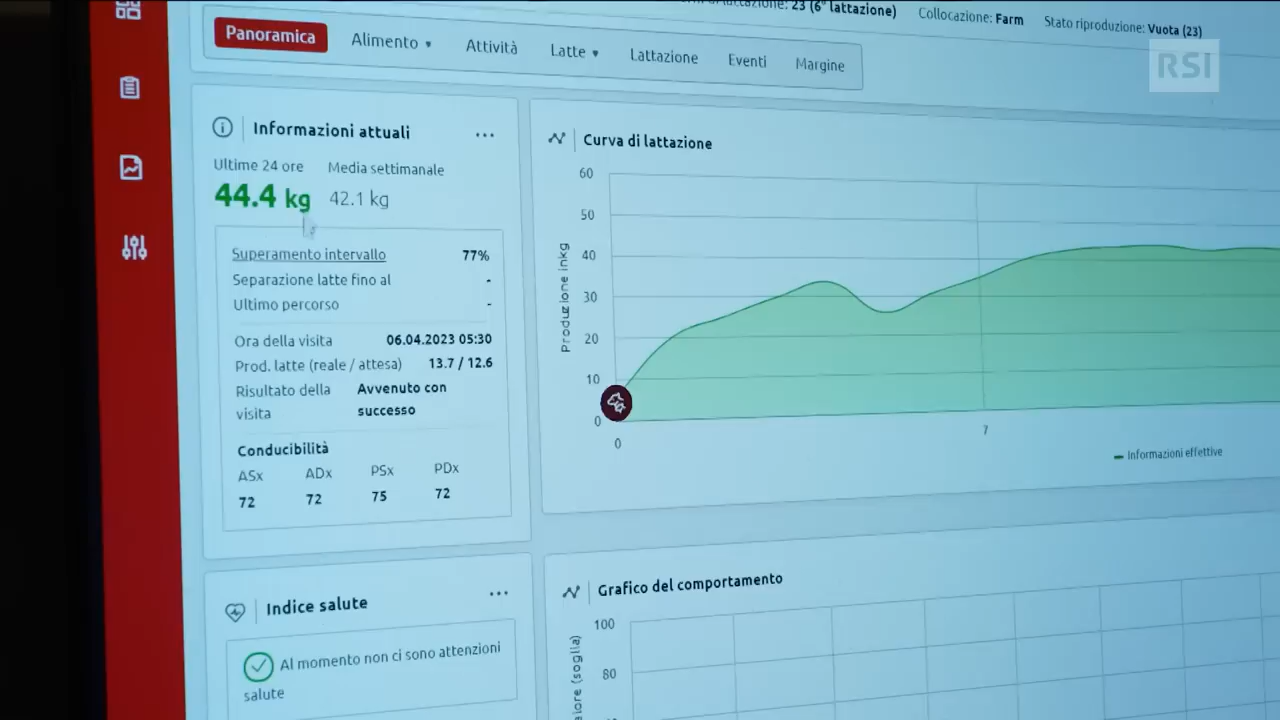 lattazione: 23 (6° lattazione)
Collocazione: Farm
Stato riproduzione: Vuota (23)
RSI
Panoramica
Alimento
Attività
Latte
Lattazione
Eventi
Margine
Informazioni attuali
Ultime 24 ore
Media settimanale
44.4 kg
42.1 kg
Superamento intervallo 77%
Separazione latte fino al -
Ultimo percorso -
Ora della visita 06.04.2023 05:30
Prod. latte (reale / attesa) 13.7 / 12.6
Risultato della visita
Avvenuto con successo
Conducibilità
ASx ADx PSx PDx
72 72 75 72
Curva di lattazione
60
50
40
30
20
10
0
Produzione inkg
0 7
Informazioni effettive
Indice salute
Al momento non ci sono attenzioni
salute
Grafico del comportamento
100
80
(soglia)